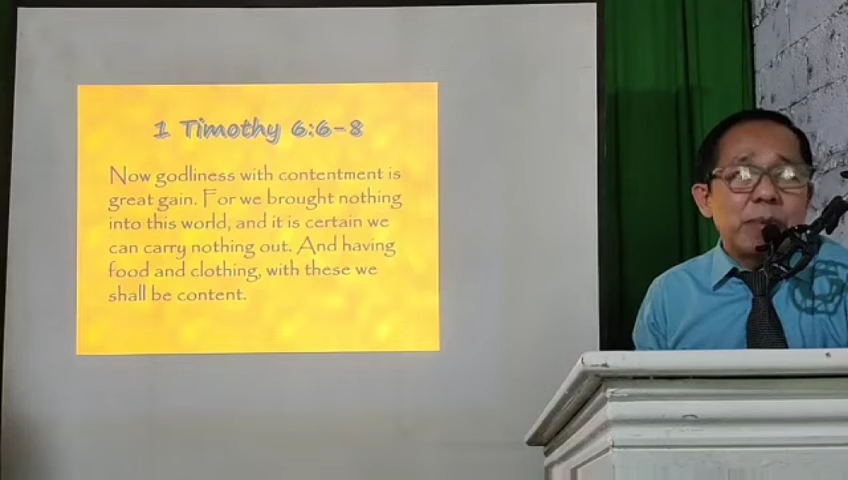 1 Timothy 6:6-8
Now godliness with contentment is
great gain. For we brought nothing
into this world, and it is certain we
can carry nothing out. And having
food and clothing, with these we
shall be content.